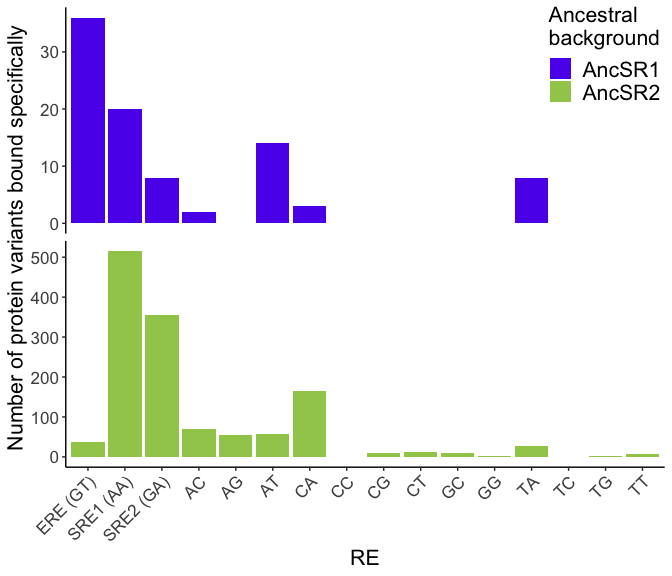 Ancestral
background
AncSR1
AncSR2
Number of protein variants bound specifically
30
20
10
0
500
400
300
200
100
0
ERE (GT)
SRE1 (AA)
SRE2 (GA)
AC
AG
AT
CA
CC
CG
CT
GC
GG
TA
TC
TG
TT
RE